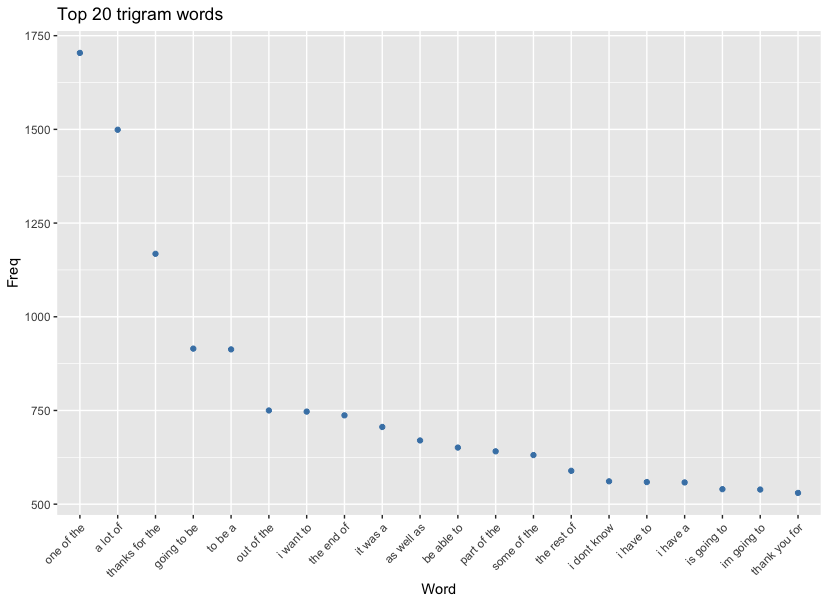 Top 20 trigram words
Freq
1750
1500
1250
1000
750
500
one of the
a lot of
thanks for the
going to be
to be a
out of the
i want to
the end of
it was a
as well as
be able to
part of the
some of the
the rest of
i dont know
i have to
i have a
is going to
im going to
thank you for
Word